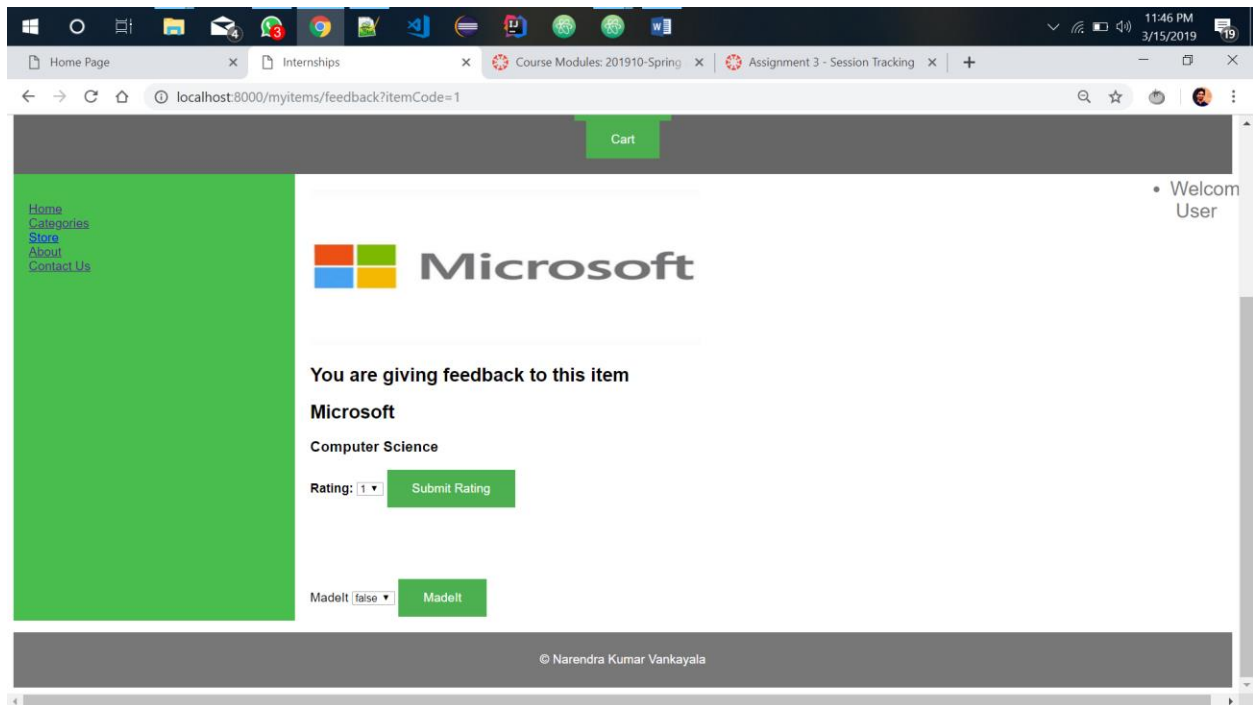 4
3
11:46 PM
3/15/2019
19
Home Page
Internships
Course Modules: 201910-Spring
Assignment 3 - Session Tracking
localhost:8000/myitems/feedback?itemCode=1
Cart
Home
Categories
Store
About
Contact Us
• Welcom
User
Microsoft
You are giving feedback to this item
Microsoft
Computer Science
Rating: 1 Submit Rating
MadeIt false MadeIt
© Narendra Kumar Vankayala